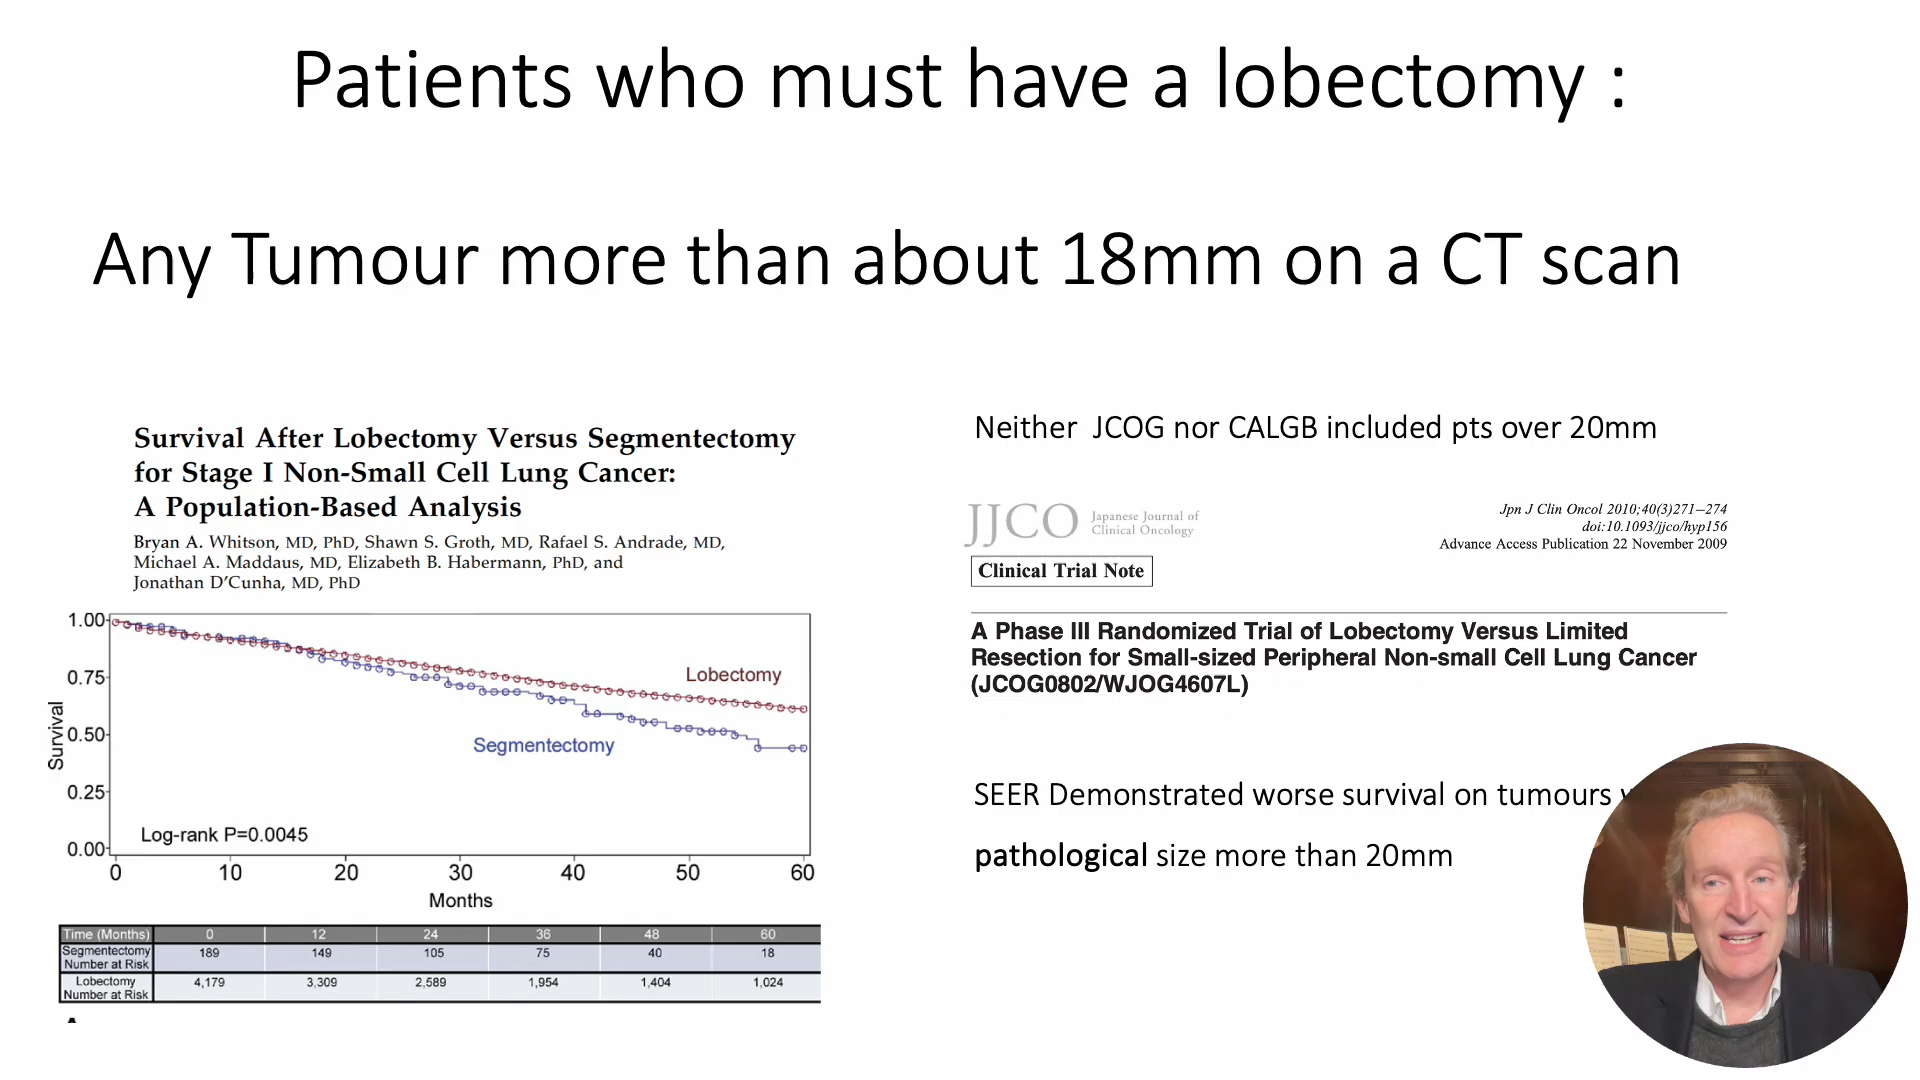 Patients who must have a lobectomy :
Any Tumour more than about 18mm on a CT scan
Survival After Lobectomy Versus Segmentectomy
for Stage I Non-Small Cell Lung Cancer:
A Population-Based Analysis
Bryan A. Whitson, MD, PhD, Shawn S. Groth, MD, Rafael S. Andrade, MD,
Michael A. Maddaus, MD, Elizabeth B. Habermann, PhD, and
Jonathan D'Cunha, MD, PhD
1.00
0.75
0.50
0.25
0.00
Survival
Lobectomy
Segmentectomy
Log-rank P=0.0045
0 10 20 30 40 50 60
Months
Time (Months) 0 12 24 36 48 60
Segmentectomy
Number at Risk 189 149 105 75 40 18
Lobectomy
Number at Risk 4,179 3,309 2,589 1,954 1,404 1,024
Neither JCOG nor CALGB included pts over 20mm
JJCO Japanese Journal of
Clinical Oncology
Jpn J Clin Oncol 2010;40(3)271–274
doi:10.1093/jjco/hyp156
Advance Access Publication 22 November 2009
Clinical Trial Note
A Phase III Randomized Trial of Lobectomy Versus Limited
Resection for Small-sized Peripheral Non-small Cell Lung Cancer
(JCOG0802/WJOG4607L)
SEER Demonstrated worse survival on tumours
pathological size more than 20mm